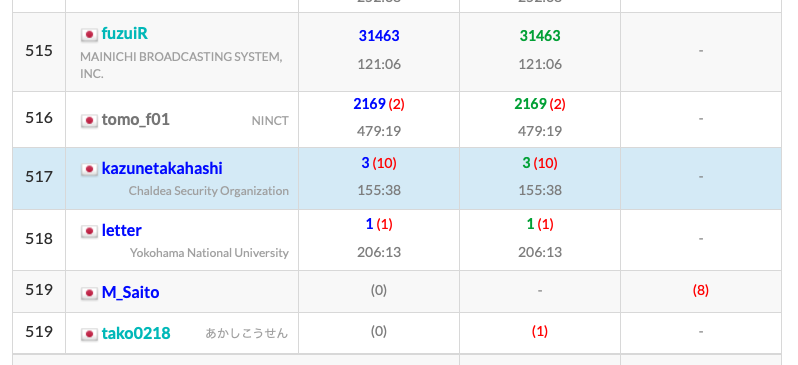 515
fuzuiR
MAINICHI BROADCASTING SYSTEM,
INC.
31463
121:06
31463
121:06
-
516
tomo_f01
NINCT
2169 (2)
479:19
2169 (2)
479:19
-
517
kazunetakahashi
Chaldea Security Organization
3 (10)
155:38
3 (10)
155:38
-
518
letter
Yokohama National University
1 (1)
206:13
1 (1)
206:13
-
519
M_Saito
(0)
-
(8)
519
tako0218
あかしこうせん
(0)
(1)
-